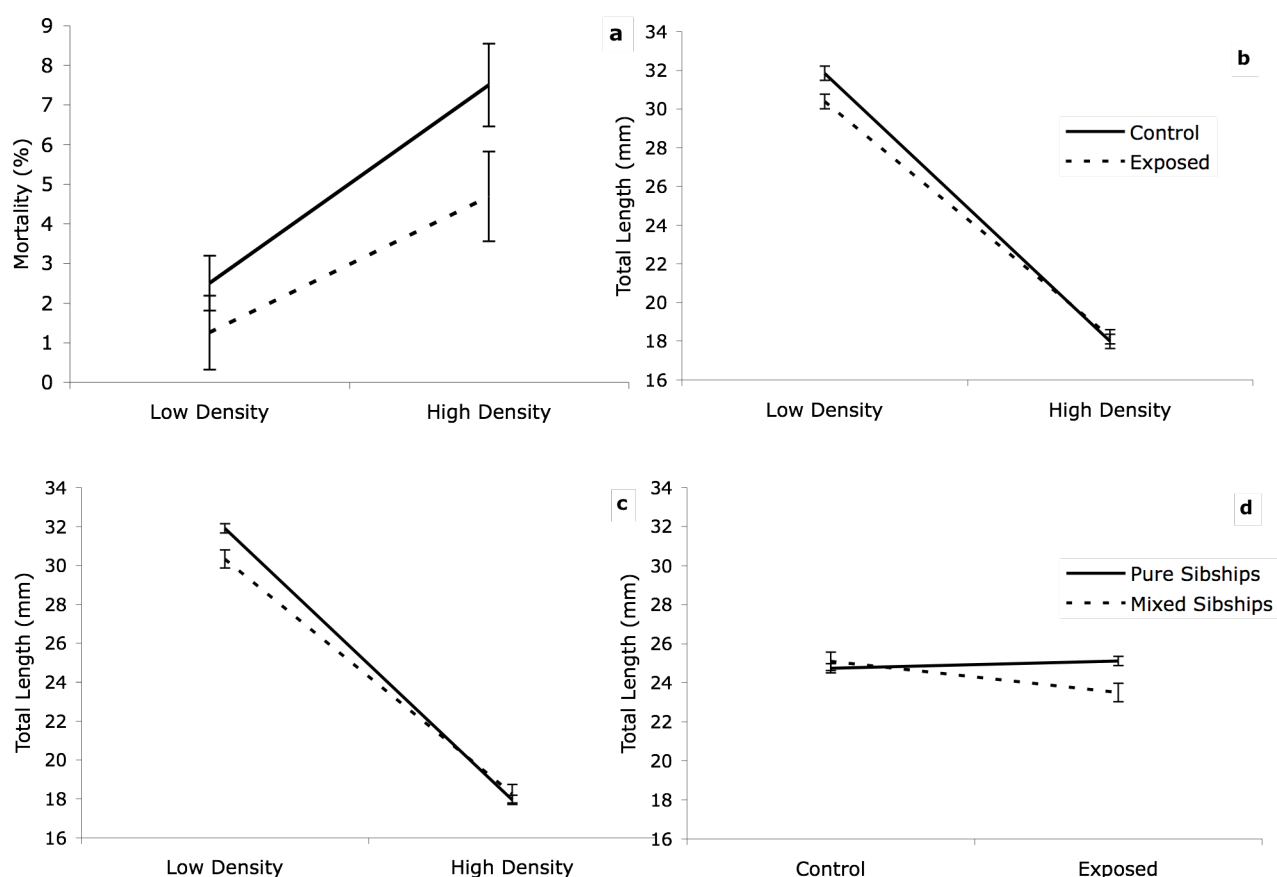 a
9
8
7
6
5
4
3
2
1
0
Mortality (%)
Low Density High Density
b
34
32
30
28
26
24
22
20
18
16
Total Length (mm)
Control
Exposed
Low Density High Density
c
34
32
30
28
26
24
22
20
18
16
Total Length (mm)
Low Density High Density
d
34
32
30
28
26
24
22
20
18
16
Total Length (mm)
Pure Sibships
Mixed Sibships
Control Exposed